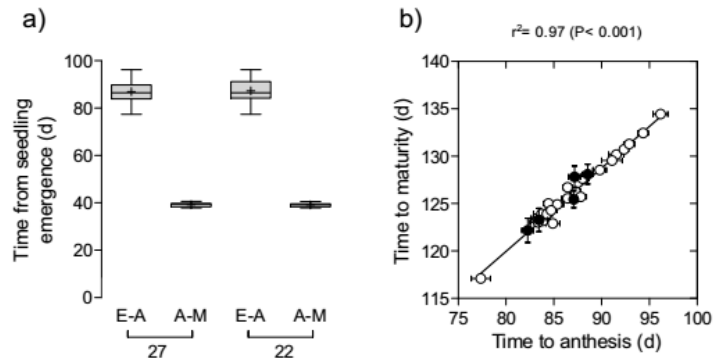 a)
Time from seedling
emergence (d)
100
80
60
40
20
0
E-A A-M E-A A-M
27 22
b)
r²= 0.97 (P< 0.001)
Time to maturity (d)
140
135
130
125
120
115
75 80 85 90 95 100
Time to anthesis (d)